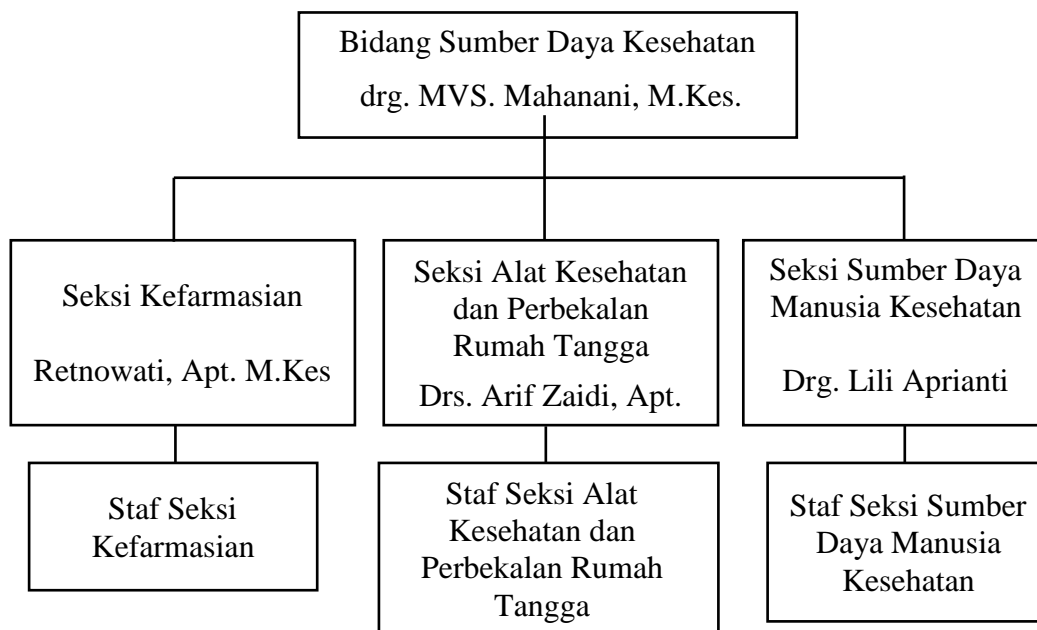 Bidang Sumber Daya Kesehatan
drg. MVS. Mahanani, M.Kes.
Seksi Kefarmasian
Retnowati, Apt. M.Kes
Seksi Alat Kesehatan
dan Perbekalan
Rumah Tangga
Drs. Arif Zaidi, Apt.
Seksi Sumber Daya
Manusia Kesehatan
Drg. Lili Aprianti
Staf Seksi
Kefarmasian
Staf Seksi Alat
Kesehatan dan
Perbekalan Rumah
Tangga
Staf Seksi Sumber
Daya Manusia
Kesehatan